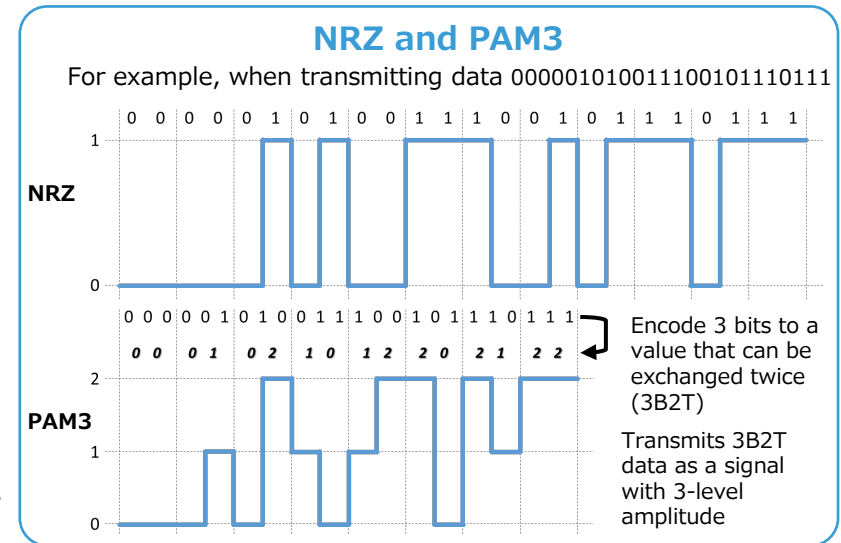 NRZ and PAM3
For example, when transmitting data 000001010011100101110111
0 0 0 0 0 1 0 1 0 0 1 1 1 0 0 1 0 1 1 1 0 1 1 1
1
NRZ
0
0 0 0 0 0 1 0 1 0 0 1 1 1 0 0 1 0 1 1 1 0 1 1 1
0 0 0 1 0 2 1 0 1 2 2 0 2 1 2 2
Encode 3 bits to a
value that can be
exchanged twice
(3B2T)
2
PAM3
1
0
Transmits 3B2T
data as a signal
with 3-level
amplitude